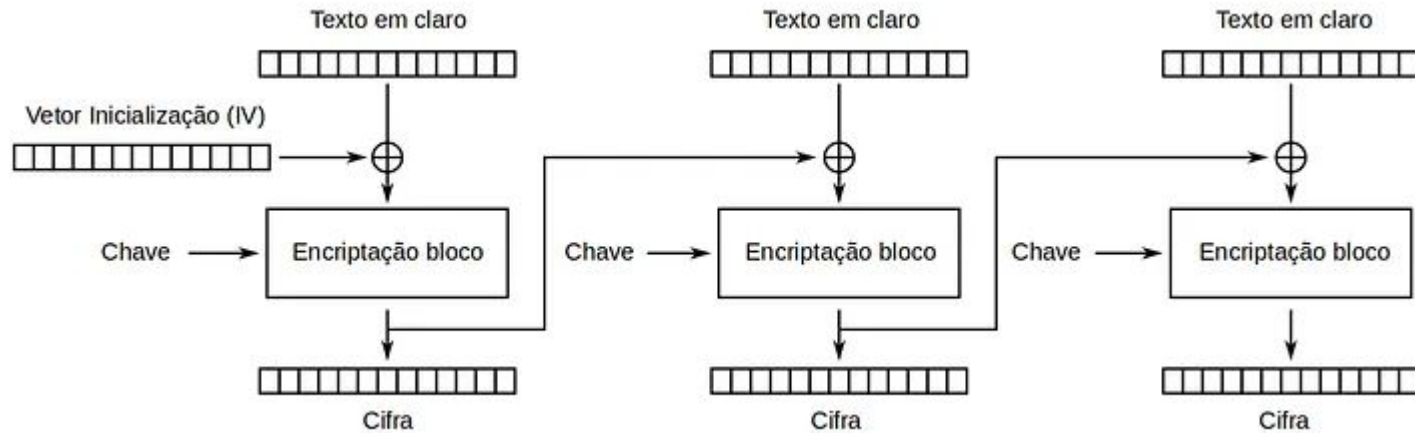 Texto em claro
Texto em claro
Texto em claro
Vetor Inicialização (IV)
Chave
Encriptação bloco
Chave
Encriptação bloco
Chave
Encriptação bloco
Cifra
Cifra
Cifra